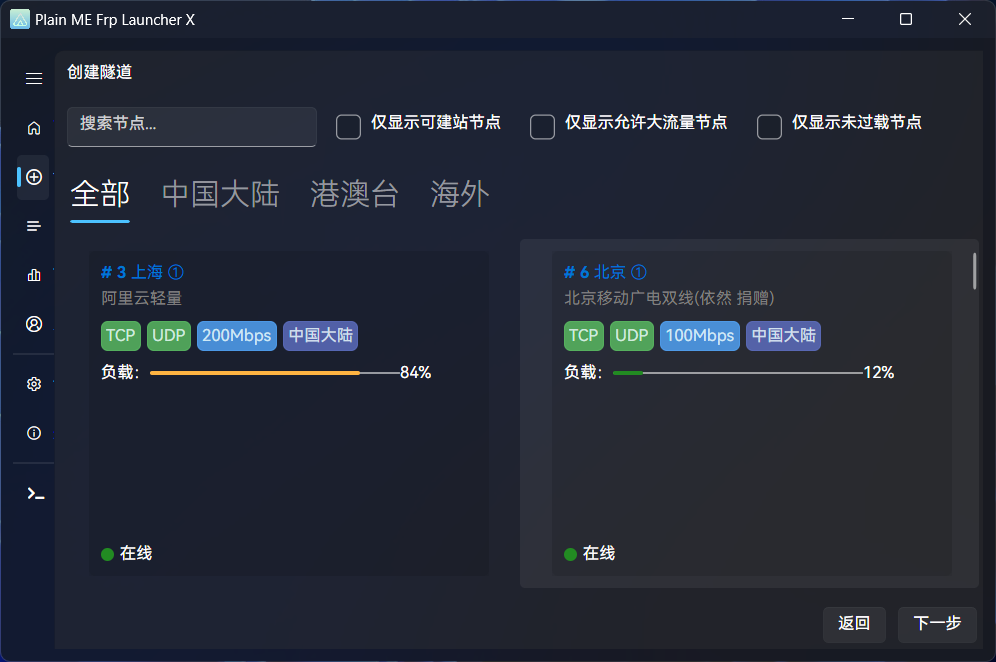 Plain ME Frp Launcher X
创建隧道
搜索节点...
仅显示可建站节点
仅显示允许大流量节点
仅显示未过载节点
全部 中国大陆 港澳台 海外
# 3 上海 ①
阿里云轻量
TCP UDP 200Mbps 中国大陆
负载： 84%
在线
# 6 北京 ①
北京移动广电双线(依然 捐赠)
TCP UDP 100Mbps 中国大陆
负载： 12%
在线
返回 下一步